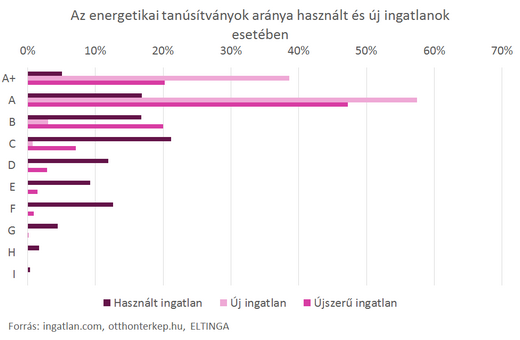 Az energetikai tanúsítványok aránya használt és új ingatlanok
esetében
0% 10% 20% 30% 40% 50% 60% 70%
A+
A
B
C
D
E
F
G
H
I
Használt ingatlan Új ingatlan Újszerű ingatlan
Forrás: ingatlan.com, otthonterkep.hu, ELTINGA